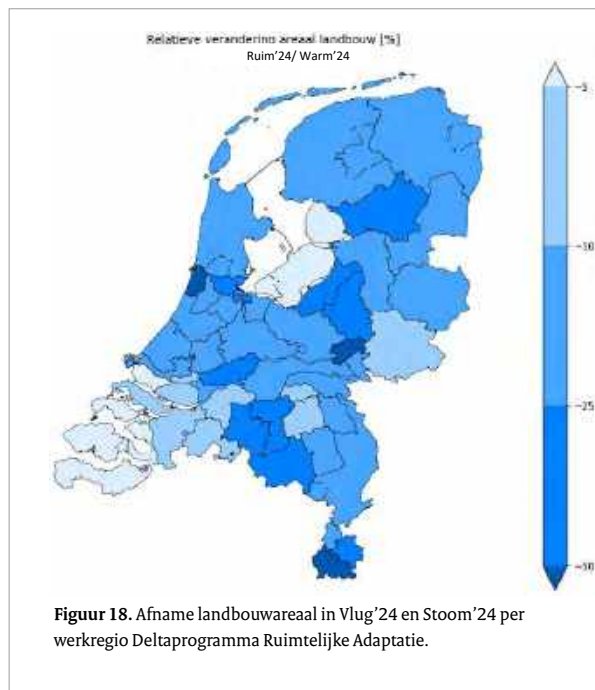 Relatieve verandering areaal landbouw [%]
Ruim’24/ Warm’24
-5
-10
-25
-50
Figuur 18. Afname landbouwareaal in Vlug’24 en Stoom’24 per
werkregio Deltaprogramma Ruimtelijke Adaptatie.